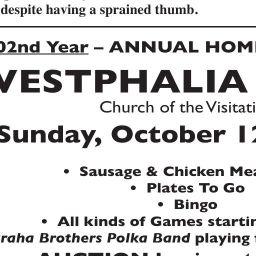 despite having a sprained thumb.
02nd Year – ANNUAL HOM
WESTPHALIA
Church of the Visitati
Sunday, October 12
• Sausage & Chicken Mea
• Plates To Go
• Bingo
• All kinds of Games startin
raha Brothers Polka Band playing